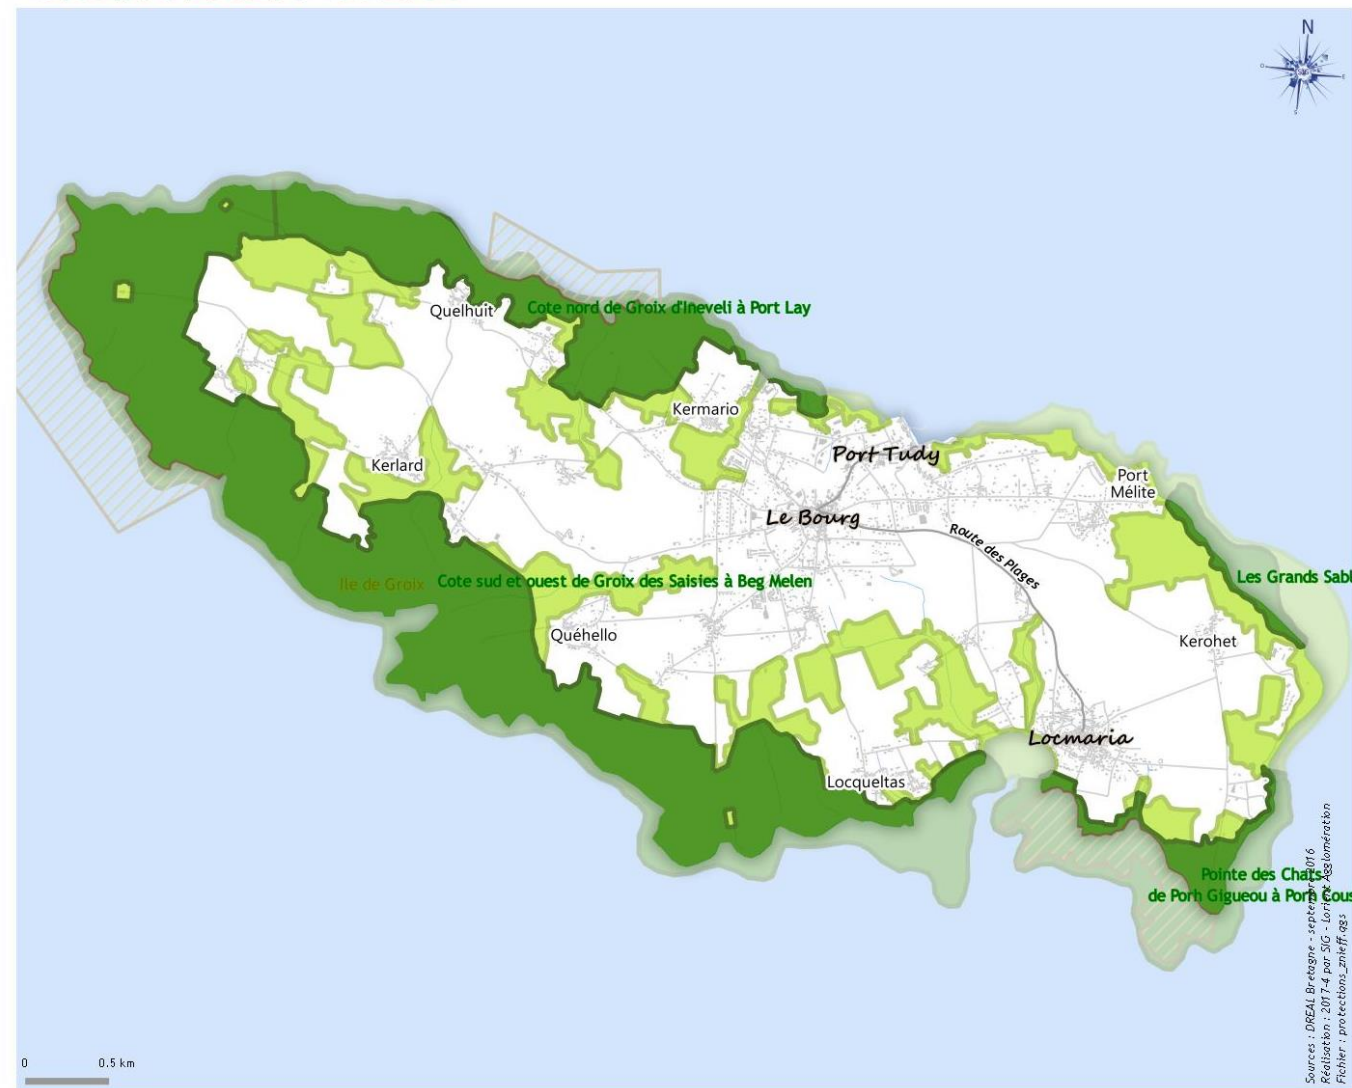 N
Quelhuit
Cote nord de Groix d'Ineveli à Port Lay
Kermario
Kerlard
Port Tudy
Port
Mélite
Le Bourg
Route des Plages
Ile de Groix
Cote sud et ouest de Groix des Saisies à Beg Melen
Les Grands Sabl
Quéhello
Kerohet
Locmaria
Locqueltas
Pointe des Chats-
de Porh Gigueou à Porh Cous
0 0.5 km
Sources : DREAL Bretagne - septembre 2016
Réalisation : 2017-4 par SIG - Lorient Agglomération
Fichier : protections_znieff.qgs